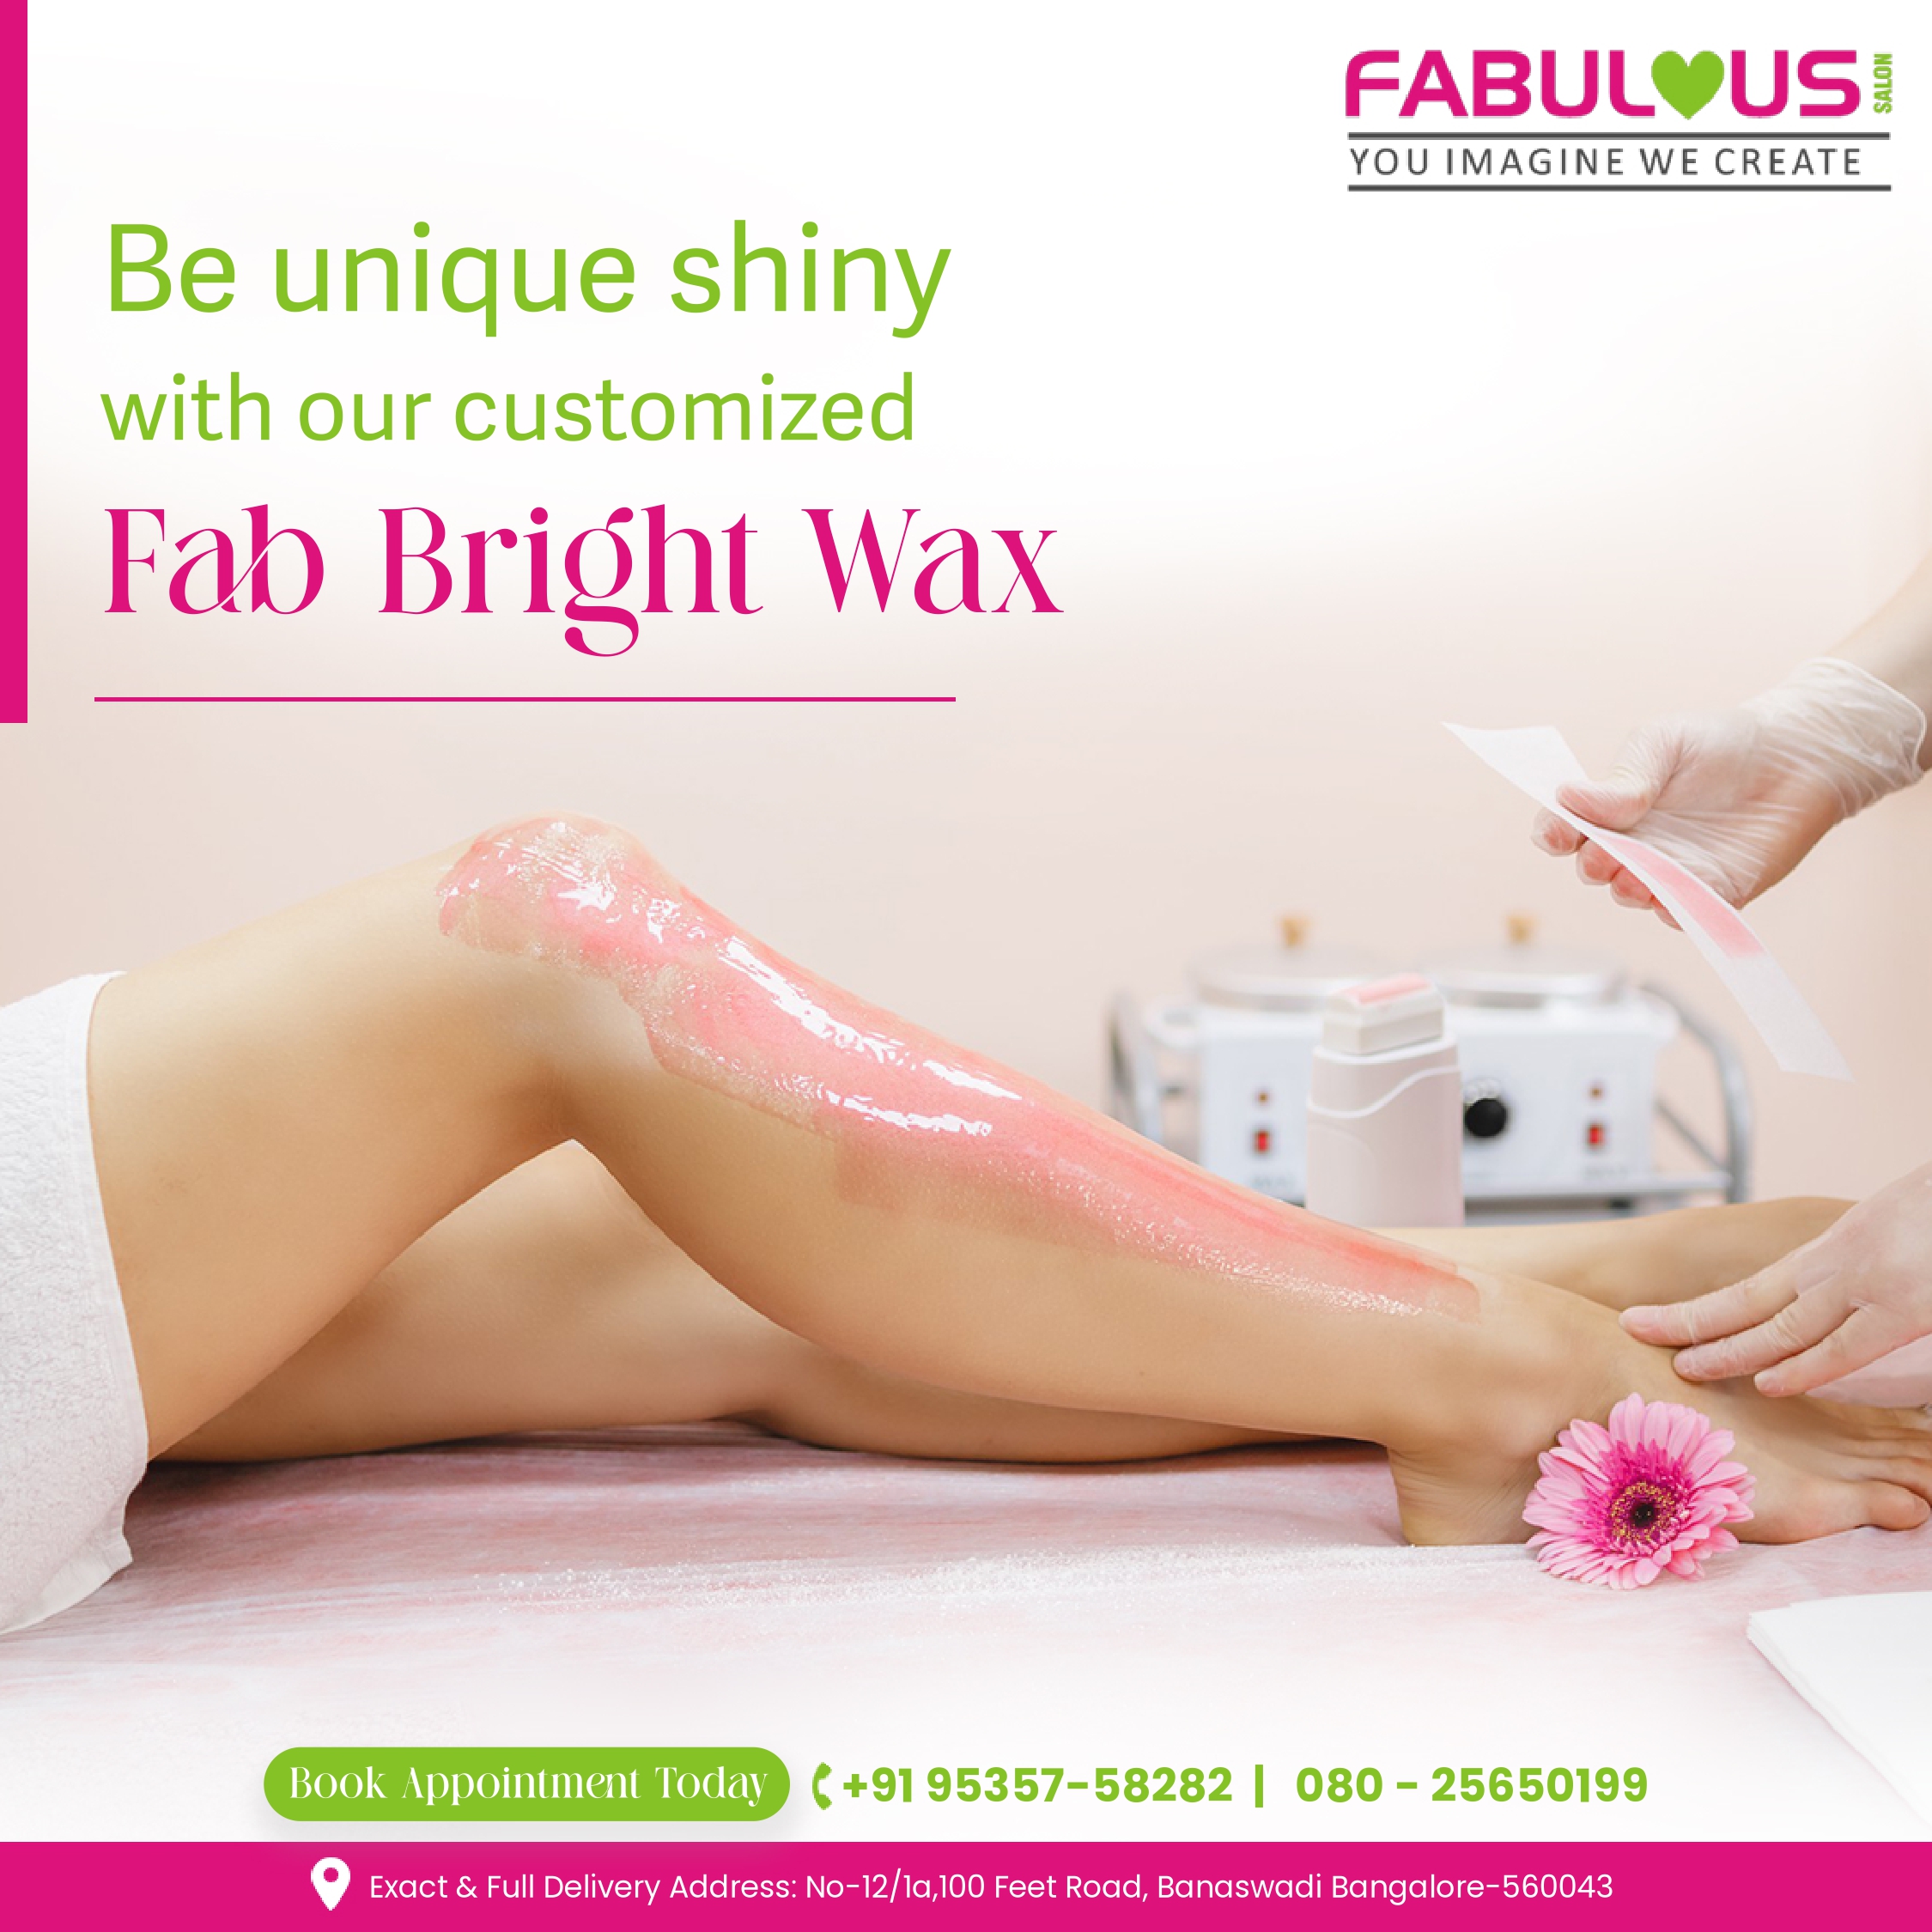 FABULOUS SALON
YOU IMAGINE WE CREATE
Be unique shiny
with our customized
Fab Bright Wax
Book Appointment Today
+91 95357-58282 | 080 - 25650199
Exact & Full Delivery Address: No-12/1a,100 Feet Road, Banaswadi Bangalore-560043